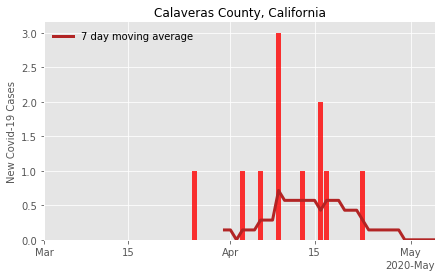 Calaveras County, California
7 day moving average
New Covid-19 Cases
3.0
2.5
2.0
1.5
1.0
0.5
0.0
Mar
15
Apr
15
May
2020-May